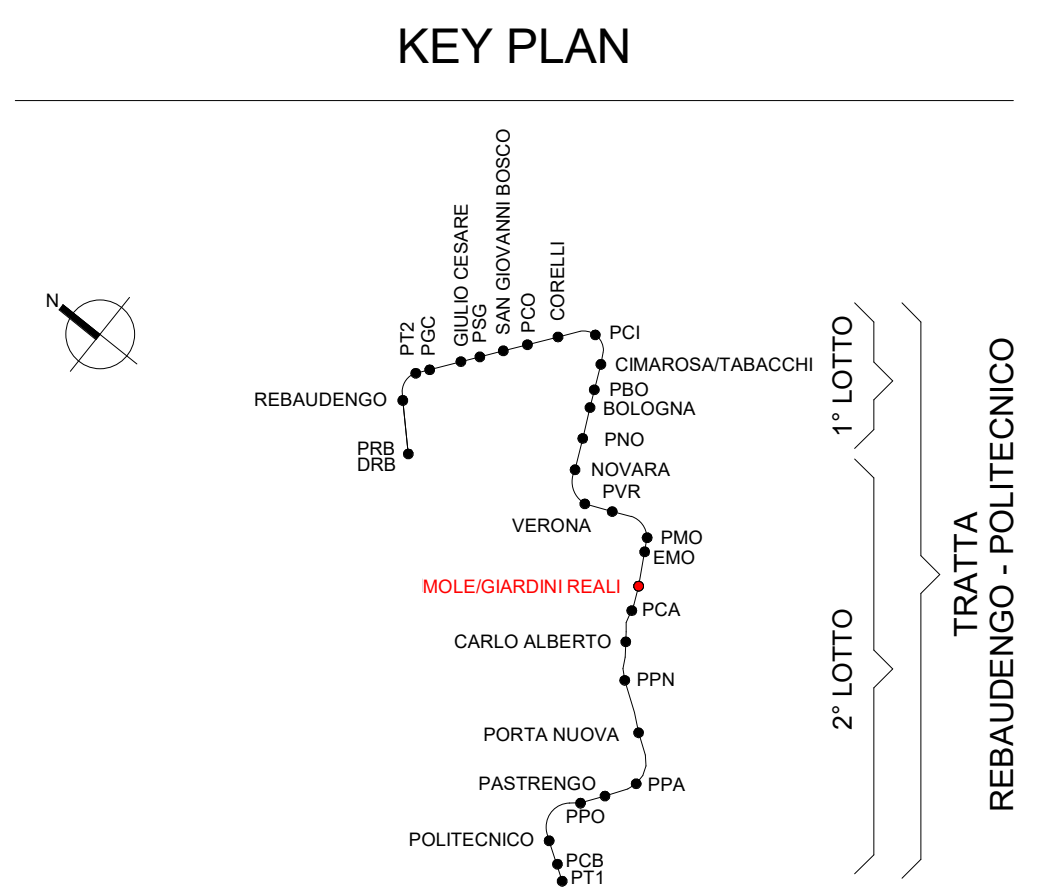 KEY PLAN
N
PT2
PGC
GIULIO CESARE
PSG
SAN GIOVANNI BOSCO
PCO
CORELLI
PCI
CIMAROSA/TABACCHI
REBAUDENGO
PBO
BOLOGNA
PRB
DRB
PNO
NOVARA
PVR
VERONA
PMO
EMO
MOLE/GIARDINI REALI
PCA
CARLO ALBERTO
PPN
PORTA NUOVA
PASTRENGO
PPA
PPO
POLITECNICO
PCB
PT1
1° LOTTO
2° LOTTO
TRATTA
REBAUDENGO - POLITECNICO